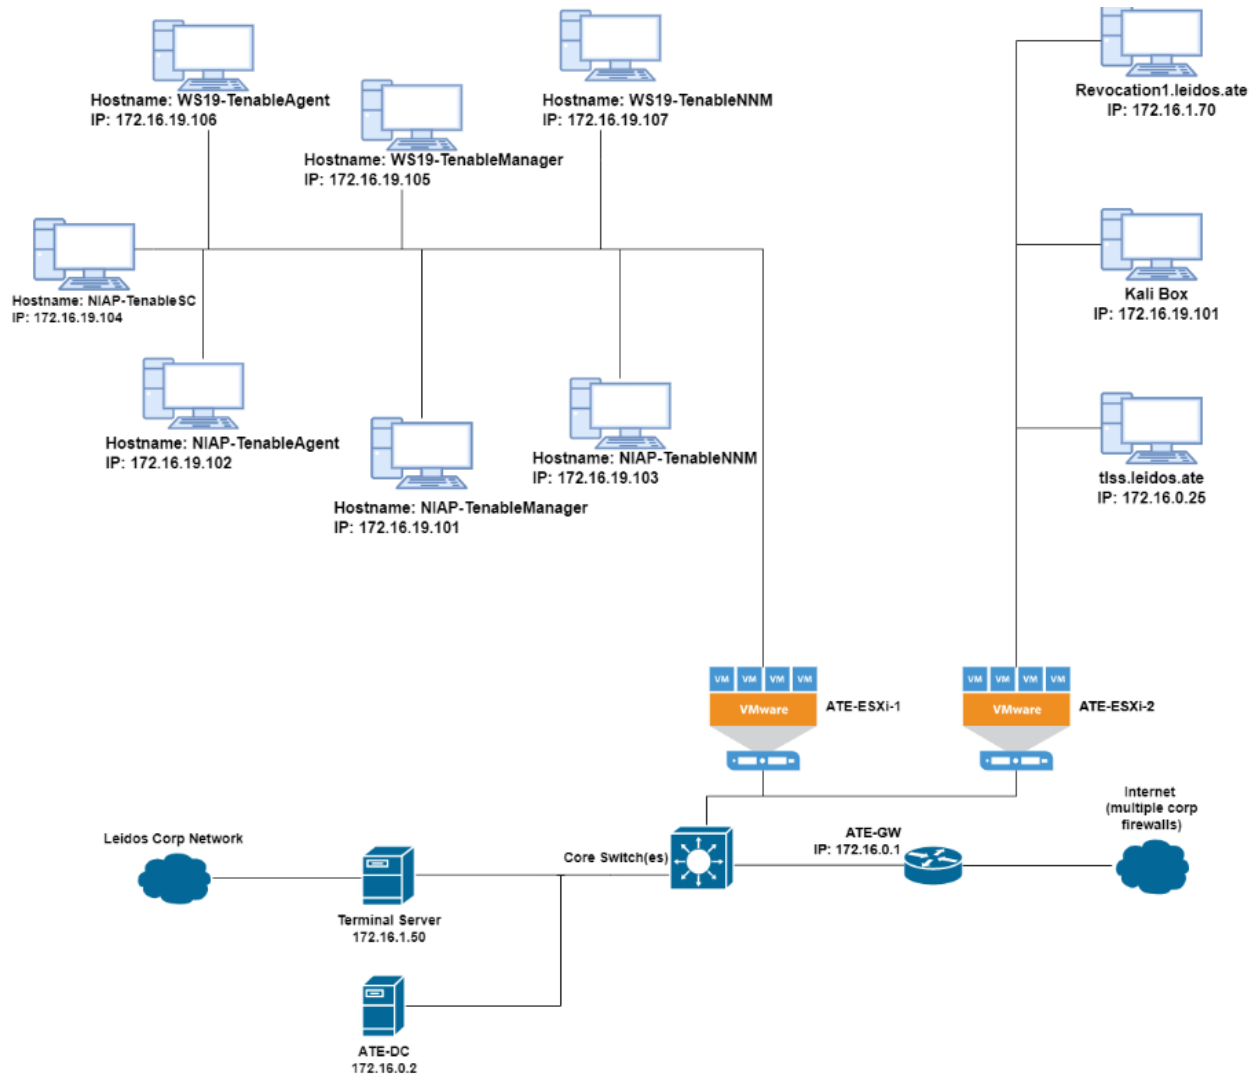 Hostname: WS19-TenableAgent
IP: 172.16.19.106
Hostname: WS19-TenableManager
IP: 172.16.19.105
Hostname: WS19-TenableNNM
IP: 172.16.19.107
Revocation1.leidos.ate
IP: 172.16.1.70
Hostname: NIAP-TenableSC
IP: 172.16.19.104
Kali Box
IP: 172.16.19.101
Hostname: NIAP-TenableAgent
IP: 172.16.19.102
Hostname: NIAP-TenableManager
IP: 172.16.19.101
Hostname: NIAP-TenableNNM
IP: 172.16.19.103
tlss.leidos.ate
IP: 172.16.0.25
VM VM VM VM
VMware
ATE-ESXi-1
VM VM VM VM
VMware
ATE-ESXi-2
Leidos Corp Network
Terminal Server
172.16.1.50
Core Switch(es)
ATE-GW
IP: 172.16.0.1
Internet
(multiple corp
firewalls)
ATE-DC
172.16.0.2